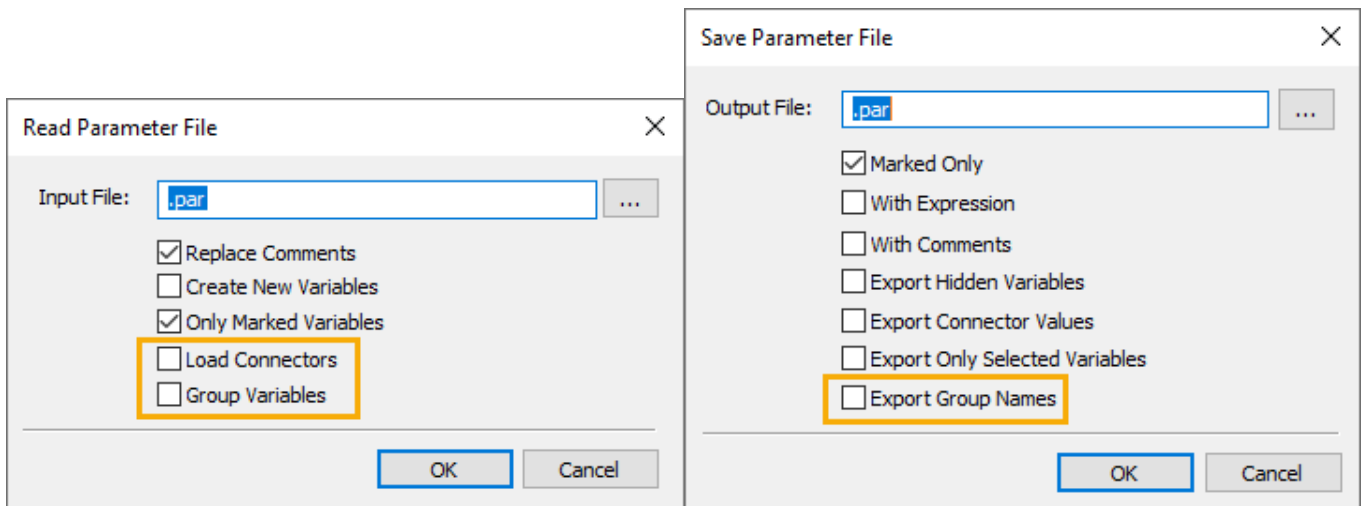 Read Parameter File
Input File: .par ...
Replace Comments
Create New Variables
Only Marked Variables
Load Connectors
Group Variables
OK Cancel
Save Parameter File
Output File: .par ...
Marked Only
With Expression
With Comments
Export Hidden Variables
Export Connector Values
Export Only Selected Variables
Export Group Names
OK Cancel